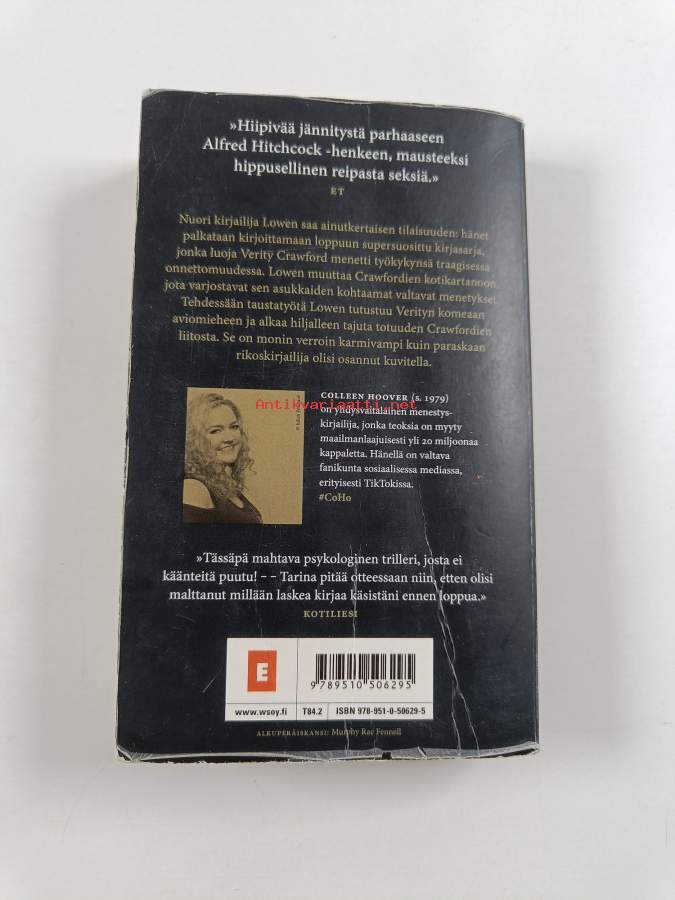 »Hiipivää jännitystä parhaaseen
Alfred Hitchcock -henkeen, mausteeksi
hippusellinen reipasta seksiä.»
ET
Nuori kirjailija Lowen saa ainutkertaisen tilaisuuden: hänet
palkataan kirjoittamaan loppuun supersuosittu kirjasarja,
jonka luoja Verity Crawford menetti työkykynsä traagisessa
onnettomuudessa. Lowen muuttaa Crawfordien kotikartanoon,
jota varjostavat sen asukkaiden kohtaamat valtavat menetykset.
Tehdessään taustatyötä Lowen tutustuu Verityn komeaan
aviomieheen ja alkaa hiljalleen tajuta totuuden Crawfordien
liitosta. Se on monin verroin karmivampi kuin paraskaan
rikoskirjailija olisi osannut kuvitella.
COLLEEN HOOVER (s. 1979)
Antikvariaatti.net
on yhdysvaltalainen menestys-
kirjailija, jonka teoksia on myyty
maailmanlaajuisesti yli 20 miljoonaa
kappaletta. Hänellä on valtava
fanikunta sosiaalisessa mediassa,
erityisesti TikTokissa.
#CoHo
»Tässäpä mahtava psykologinen trilleri, josta ei
käänteitä puutu! – – Tarina pitää otteessaan niin, etten olisi
malttanut millään laskea kirjaa käsistäni ennen loppua.»
KOTILIESI
E
9789510506295
www.wsoy.fi
T84.2
ISBN 978-951-0-50629-5
ALKUPERÄISKANSI: Murphy Rae Fennell